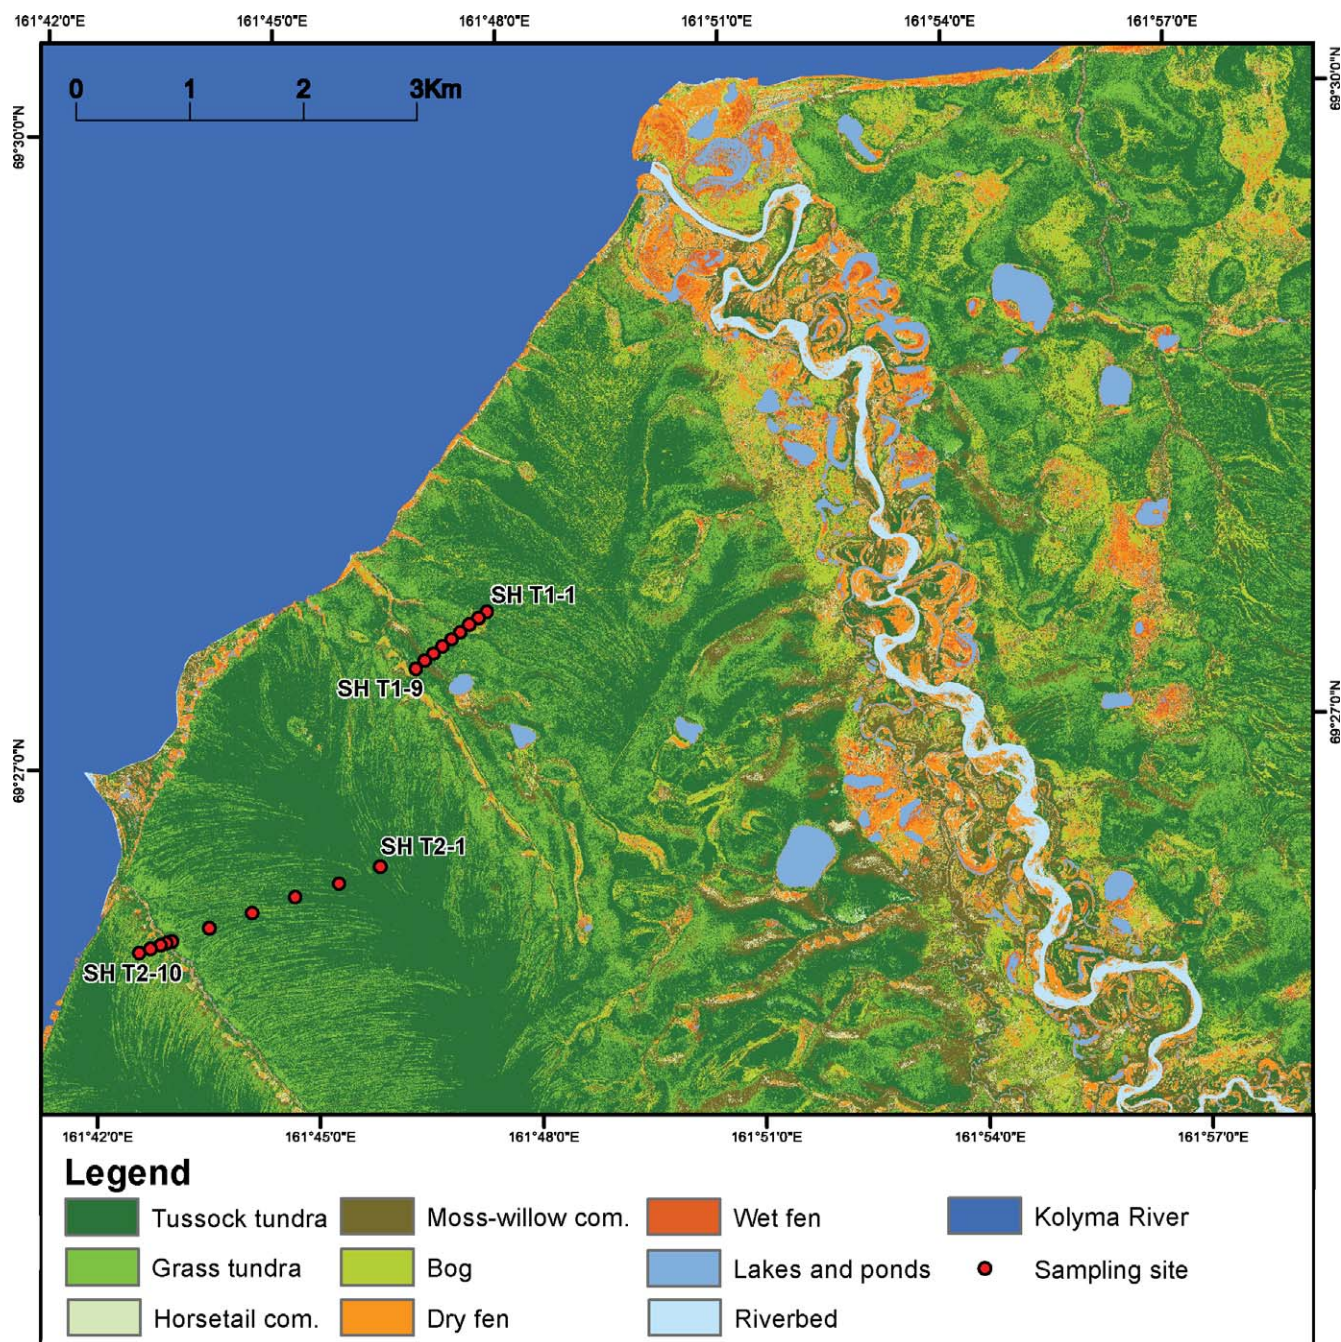 161°42'0"E 161°45'0"E 161°48'0"E 161°51'0"E 161°54'0"E 161°57'0"E
0 1 2 3Km
69°30'0"N
69°30'0"N
SH T1-1
SH T1-9
69°27'0"N
69°27'0"N
SH T2-1
SH T2-10
161°42'0"E 161°45'0"E 161°48'0"E 161°51'0"E 161°54'0"E 161°57'0"E
Legend
Tussock tundra
Moss-willow com.
Wet fen
Kolyma River
Grass tundra
Bog
Lakes and ponds
Sampling site
Horsetail com.
Dry fen
Riverbed